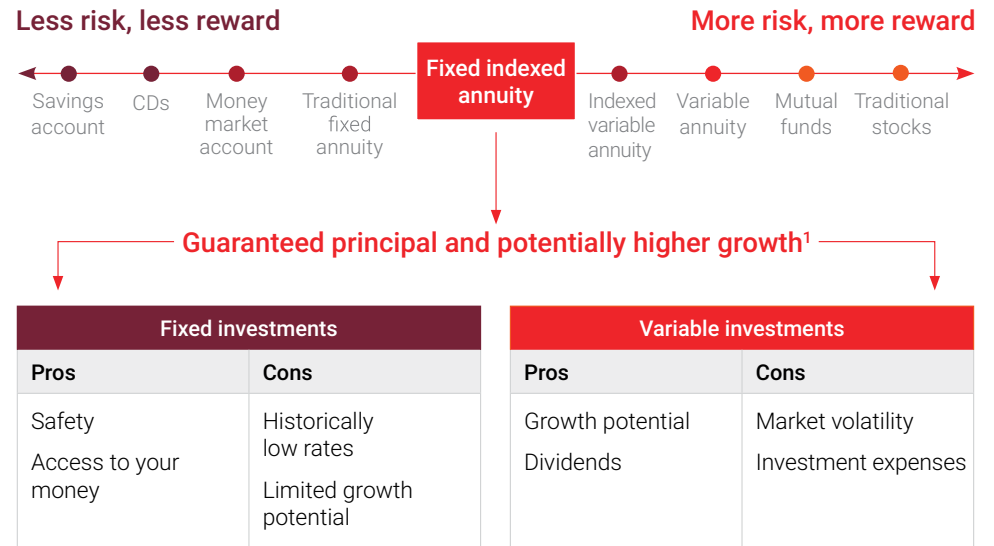 Less risk, less reward
More risk, more reward
Fixed indexed
annuity
Savings
account
CDs
Money
market
account
Traditional
fixed
annuity
Indexed
variable
annuity
Variable
annuity
Mutual
funds
Traditional
stocks
Guaranteed principal and potentially higher growth¹
Fixed investments
Pros
Cons
Safety
Access to your
money
Historically
low rates
Limited growth
potential
Variable investments
Pros
Cons
Growth potential
Dividends
Market volatility
Investment expenses